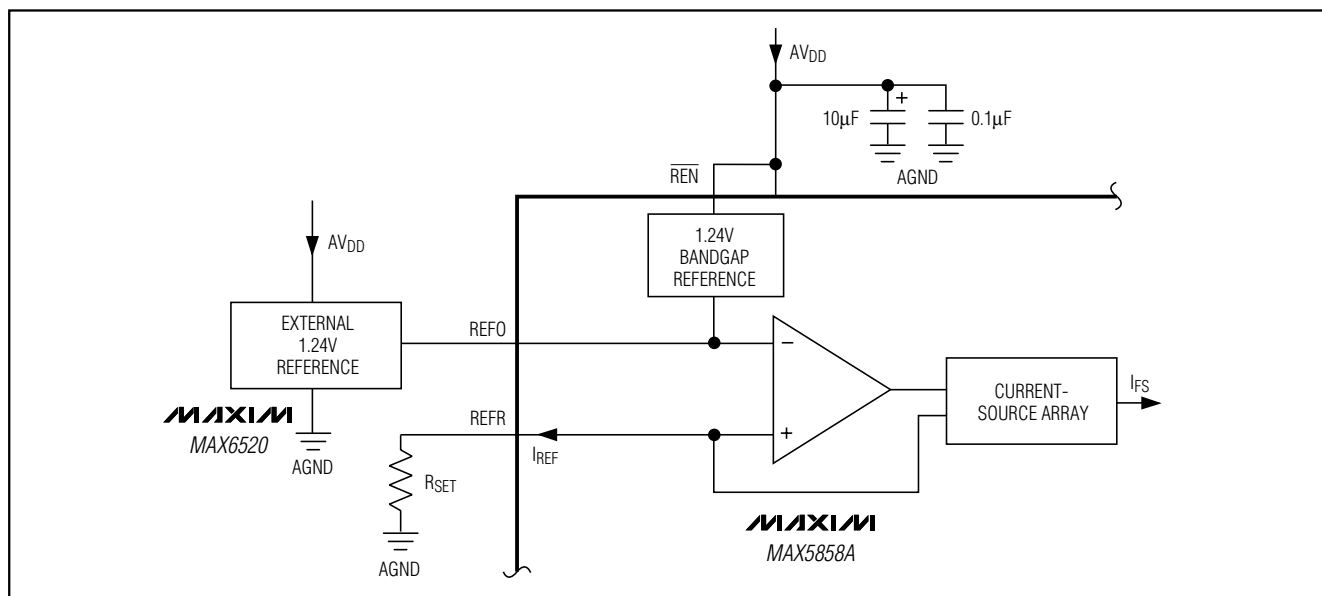 AVDD
+
10μF
0.1μF
AGND
REN
1.24V
BANDGAP
REFERENCE
AVDD
EXTERNAL
1.24V
REFERENCE
REFO
−
MAXIM
MAX6520
AGND
REFR
IREF
+
RSET
AGND
CURRENT-
SOURCE ARRAY
IFS
MAXIM
MAX5858A